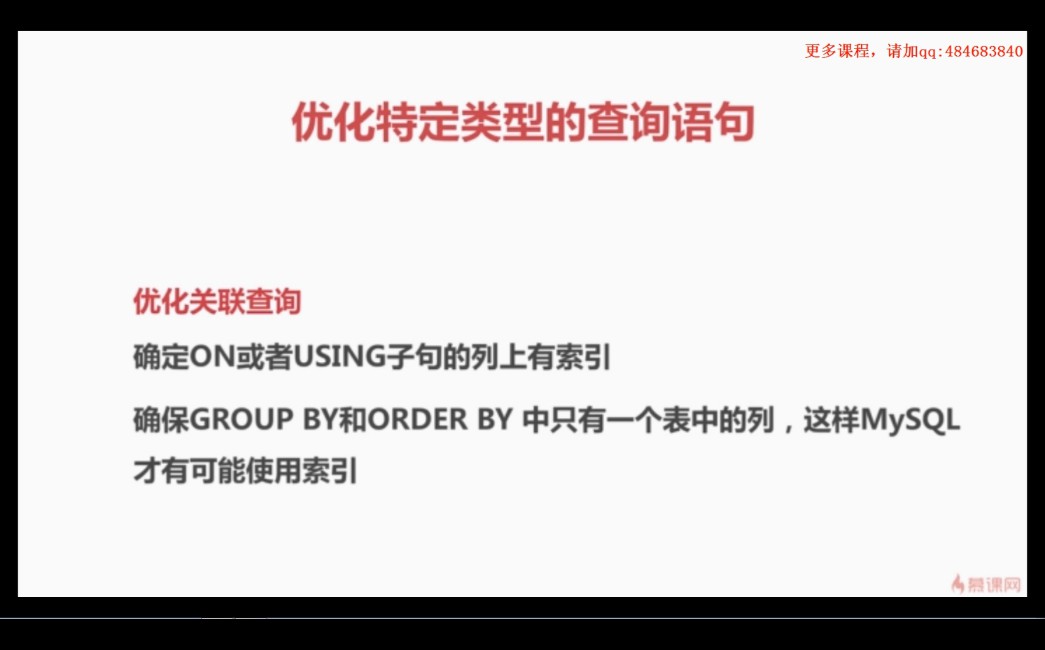 更多课程，请加qq:484683840
优化特定类型的查询语句
优化关联查询
确定ON或者USING子句的列上有索引
确保GROUP BY和ORDER BY 中只有一个表中的列，这样MySQL
才有可能使用索引
慕课网